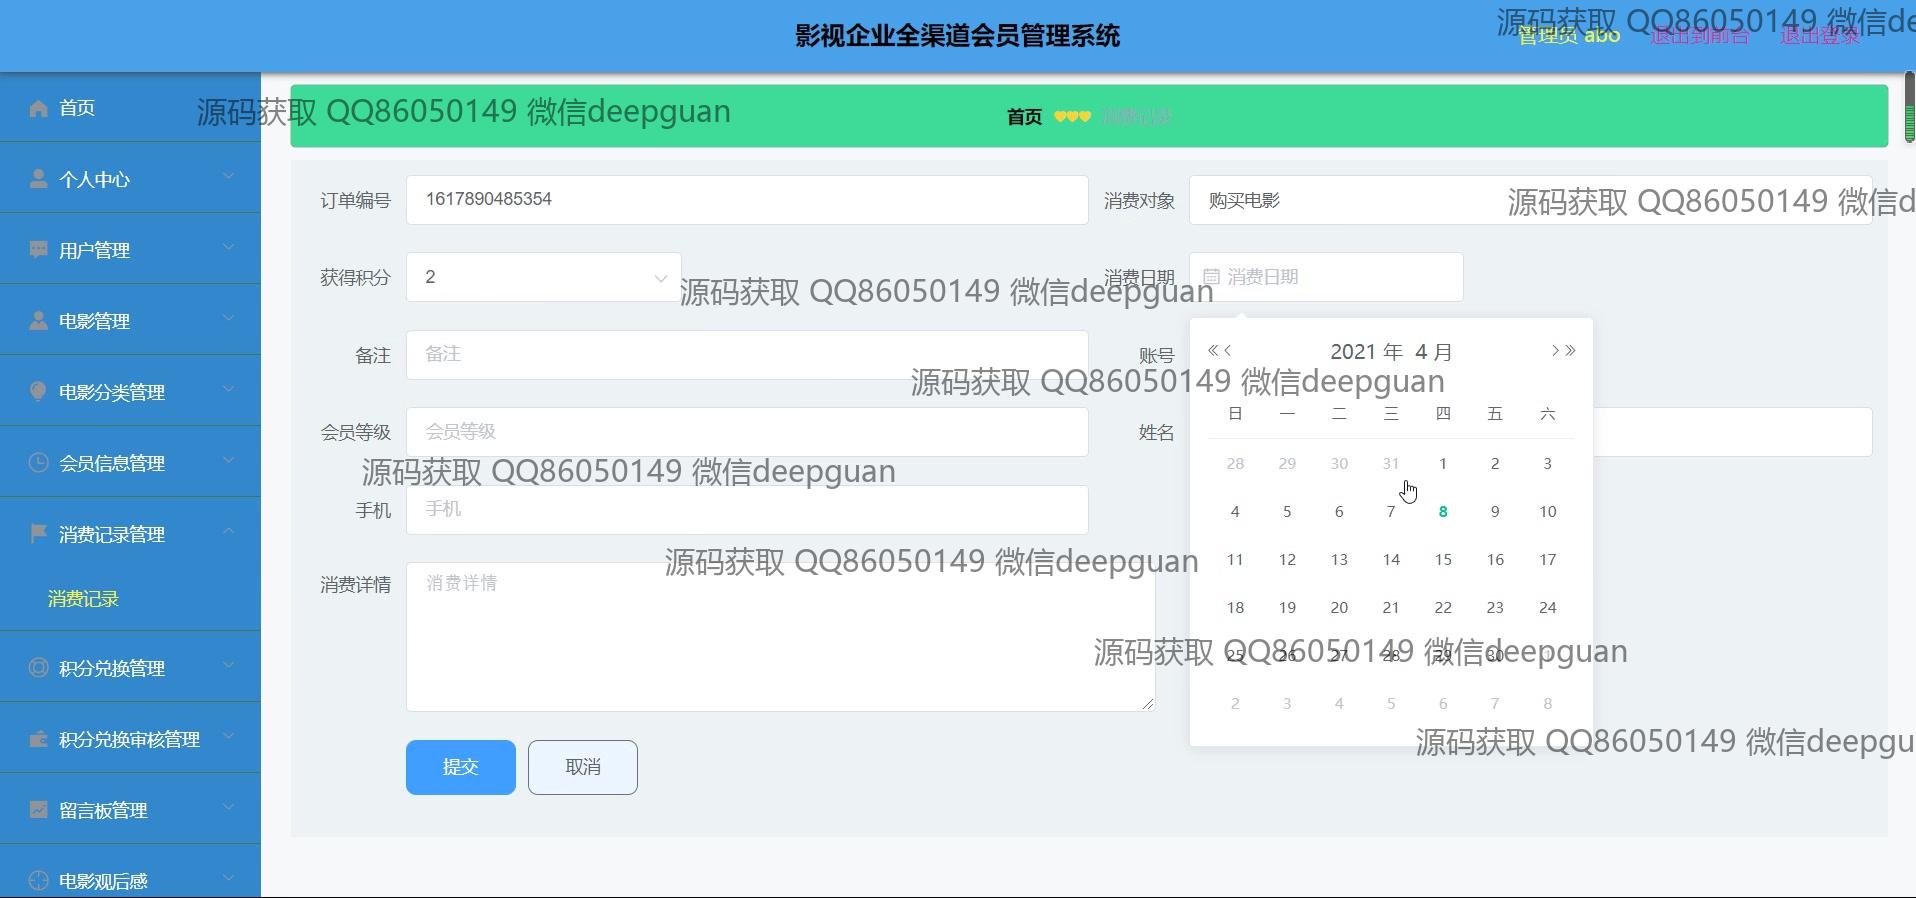 影视企业全渠道会员管理系统
管理员 abo 退出到前台 退出登录
源码获取 QQ86050149 微信de
首页
源码获取 QQ86050149 微信deepguan
首页 消费记录
个人中心
用户管理
电影管理
电影分类管理
会员信息管理
消费记录管理
消费记录
积分兑换管理
积分兑换审核管理
留言板管理
电影观后感
订单编号 1617890485354 消费对象 购买电影
源码获取 QQ86050149 微信d
获得积分 2 消费日期 消费日期
源码获取 QQ86050149 微信deepguan
备注 备注 账号
2021 年 4 月
源码获取 QQ86050149 微信deepguan
会员等级 会员等级 姓名
日 一 二 三 四 五 六
28 29 30 31 1 2 3
源码获取 QQ86050149 微信deepguan
手机 手机
4 5 6 7 8 9 10
源码获取 QQ86050149 微信deepguan
11 12 13 14 15 16 17
消费详情 消费详情
18 19 20 21 22 23 24
源码获取 QQ86050149 微信deepguan
25 26 27 28 29 30
2 3 4 5 6 7 8
源码获取 QQ86050149 微信deepgu
提交 取消